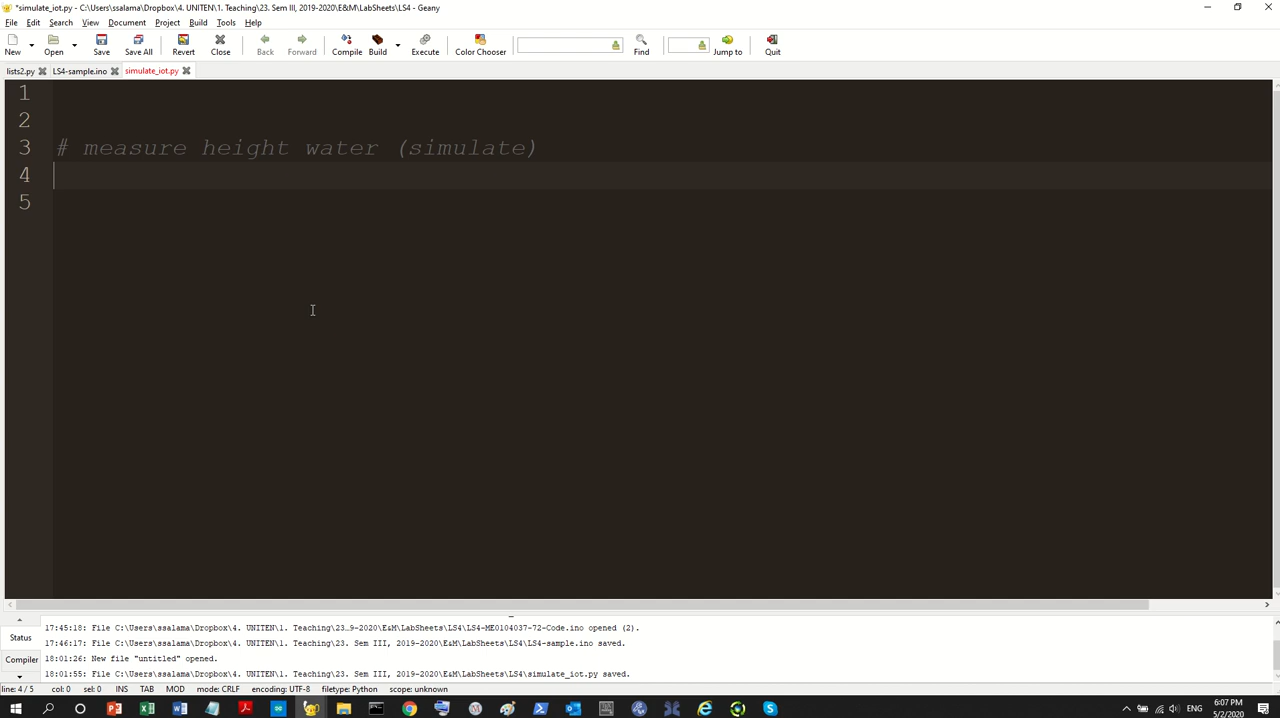 *simulate_iot.py - C:\Users\ssalama\Dropbox\4. UNITEN\1. Teaching\23. Sem III, 2019-2020\E&M\LabSheets\LS4 - Geany
File Edit Search View Document Project Build Tools Help
New Open Save Save All Revert Close Back Forward Compile Build Execute Color Chooser Find Jump to Quit
lists2.py LS4-sample.ino simulate_iot.py
1
2
3 # measure height water (simulate)
4
5
Status
Compiler
17:45:18: File C:\Users\ssalama\Dropbox\4. UNITEN\1. Teaching\23...9-2020\E&M\LabSheets\LS4\LS4-ME0104037-72-Code.ino opened (2).
17:46:17: File C:\Users\ssalama\Dropbox\4. UNITEN\1. Teaching\23. Sem III, 2019-2020\E&M\LabSheets\LS4\LS4-sample.ino saved.
18:01:26: New file "untitled" opened.
18:01:55: File C:\Users\ssalama\Dropbox\4. UNITEN\1. Teaching\23. Sem III, 2019-2020\E&M\LabSheets\LS4\simulate_iot.py saved.
line: 4 / 5 col: 0 sel: 0 INS TAB MOD mode: CRLF encoding: UTF-8 filetype: Python scope: unknown
ENG
6:07 PM
5/2/2020